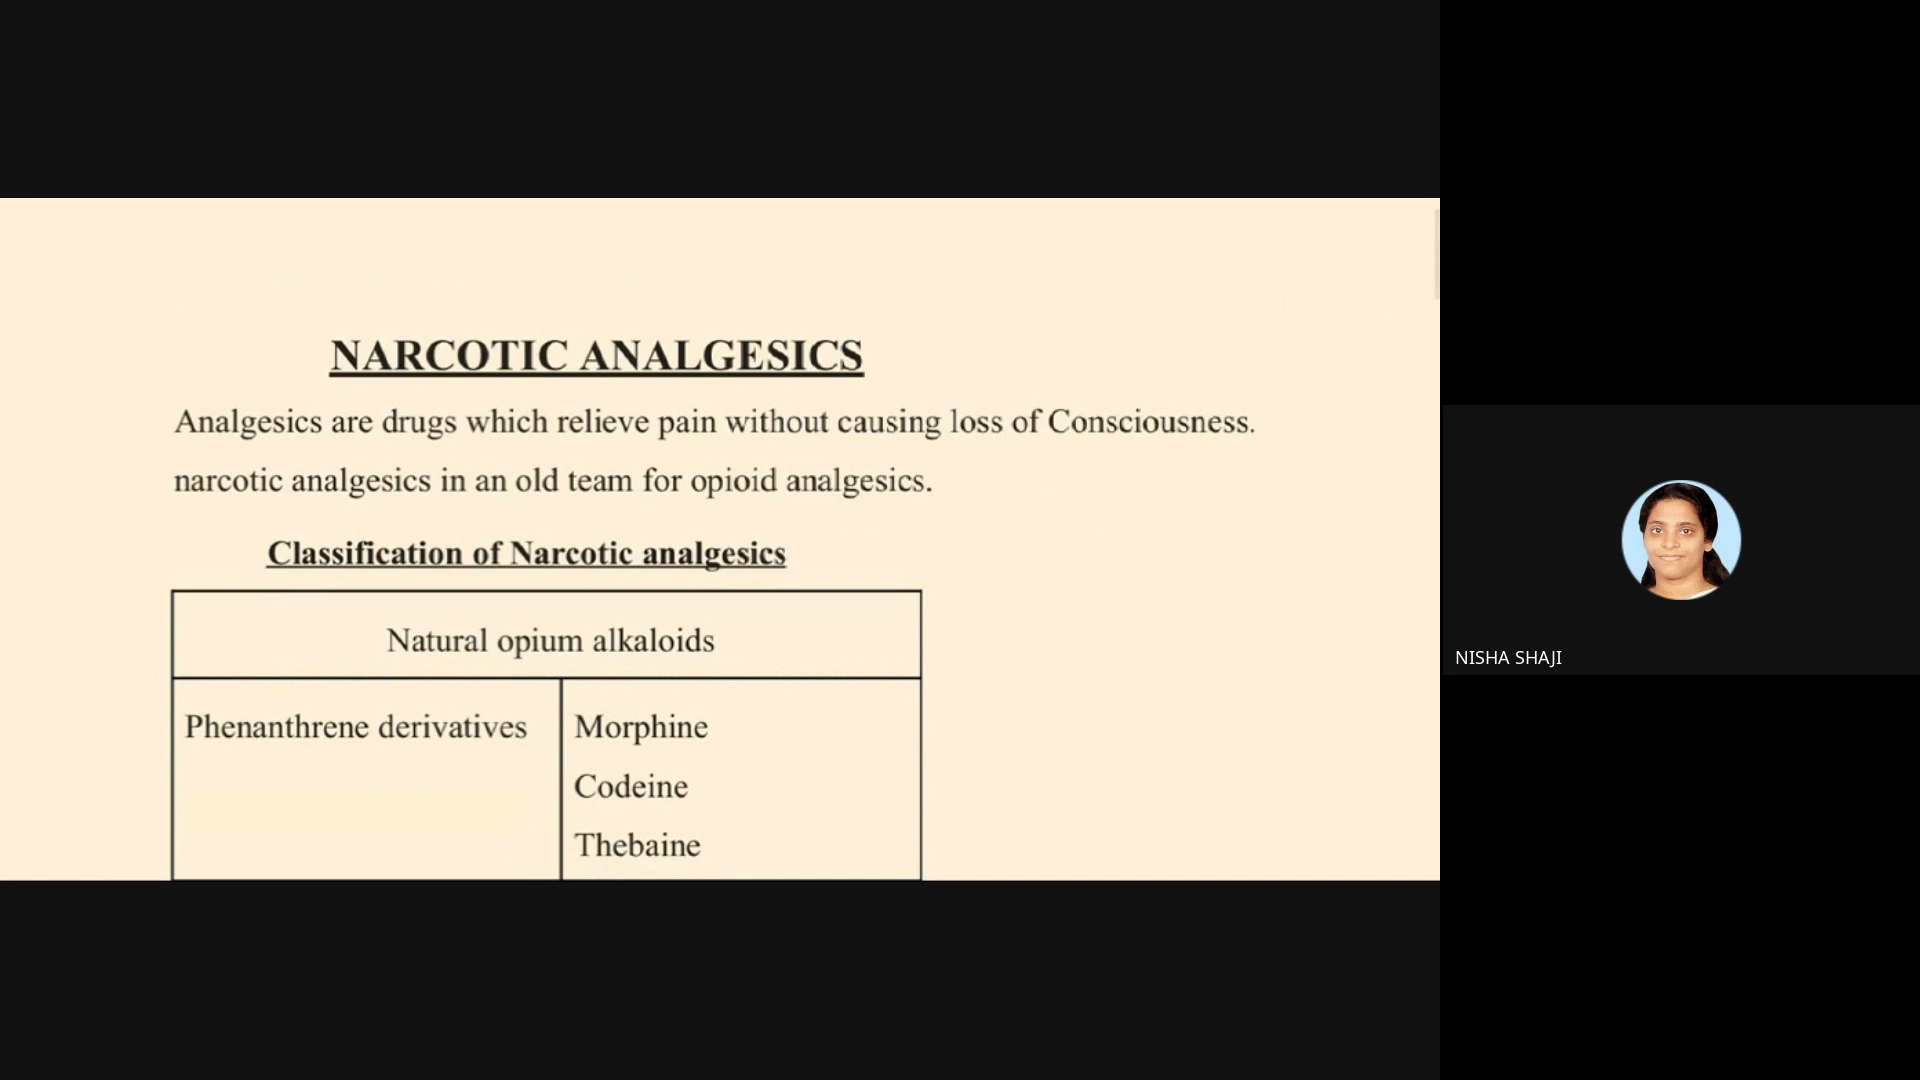 NARCOTIC ANALGESICS
Analgesics are drugs which relieve pain without causing loss of Consciousness.
narcotic analgesics in an old team for opioid analgesics.
Classification of Narcotic analgesics
Natural opium alkaloids
Phenanthrene derivatives
Morphine
Codeine
Thebaine
NISHA SHAJI